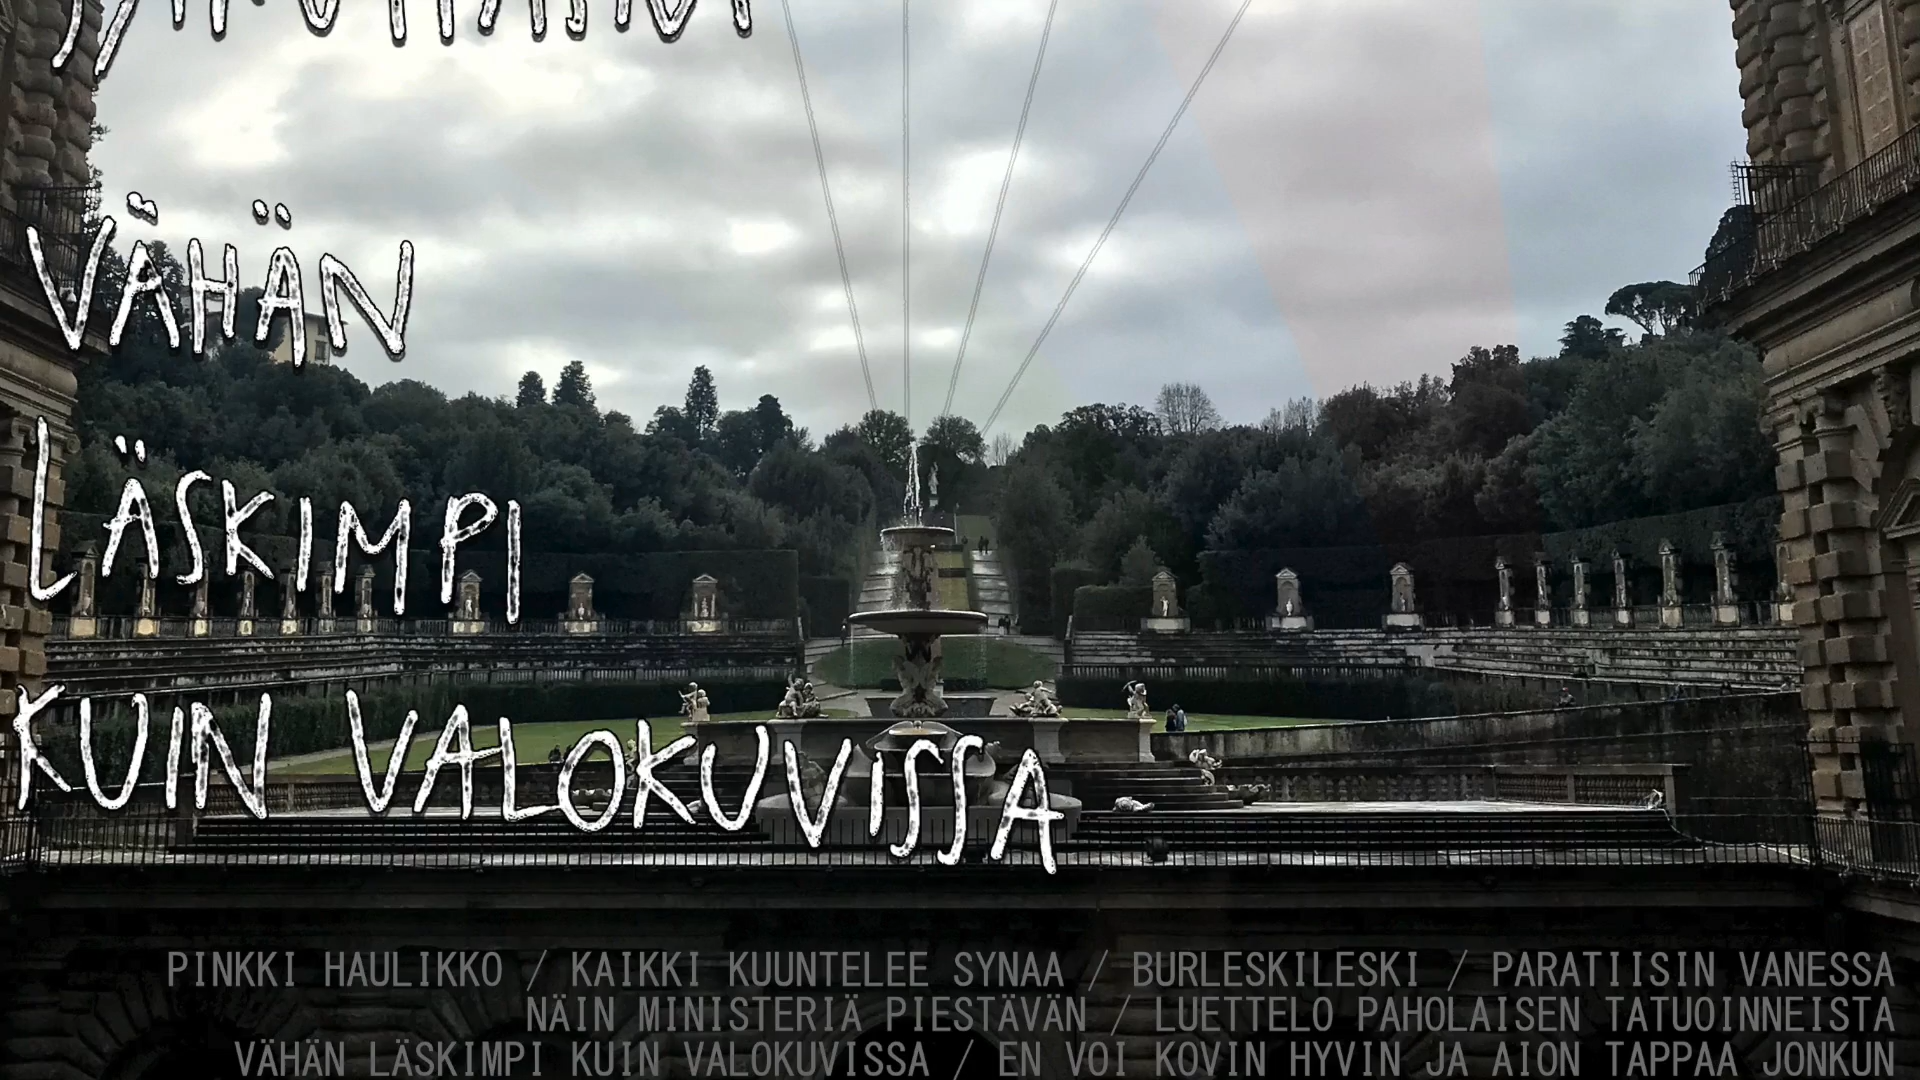 VÄHÄN
LÄSKIMPI
KUIN VALOKUVISSA
PINKKI HAULIKKO / KAIKKI KUUNTELEE SYNAA / BURLESKILESKI / PARATIISIN VANESSA
NÄIN MINISTERIÄ PIESTÄVÄN / LUETTELO PAHOLAISEN TATUOINNEISTA
VÄHÄN LÄSKIMPI KUIN VALOKUVISSA / EN VOI KOVIN HYVIN JA AION TAPPAA JONKUN